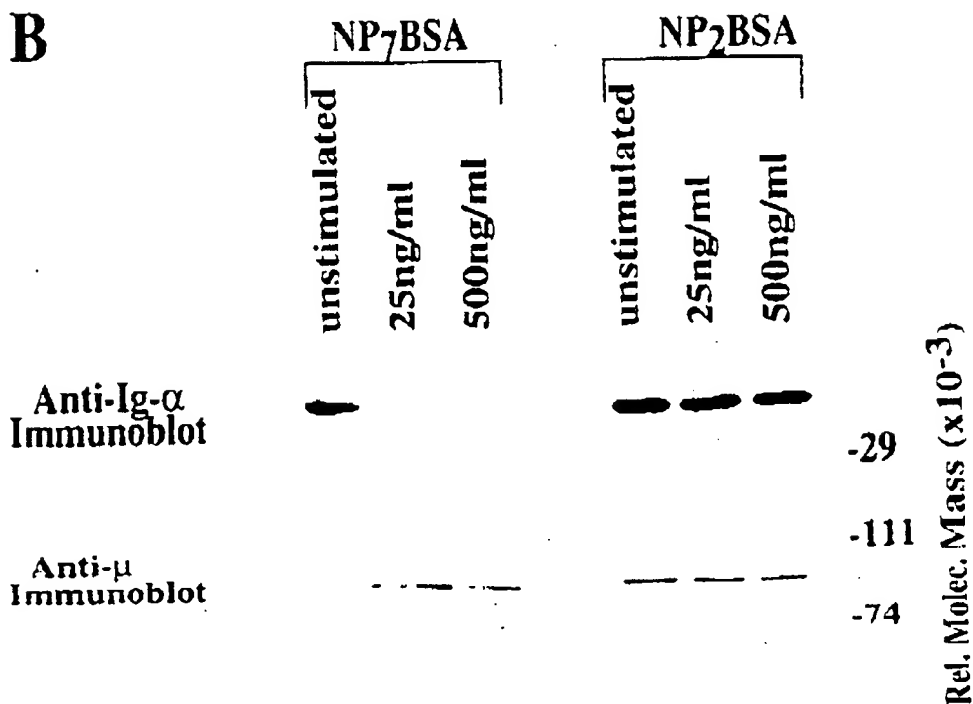 B
NP7BSA
NP2BSA
unstimulated
25ng/ml
500ng/ml
unstimulated
25ng/ml
500ng/ml
Anti-Ig-α
Immunoblot
-29
-111
Anti-μ
Immunoblot
-74
Rel. Molec. Mass (x10-3)